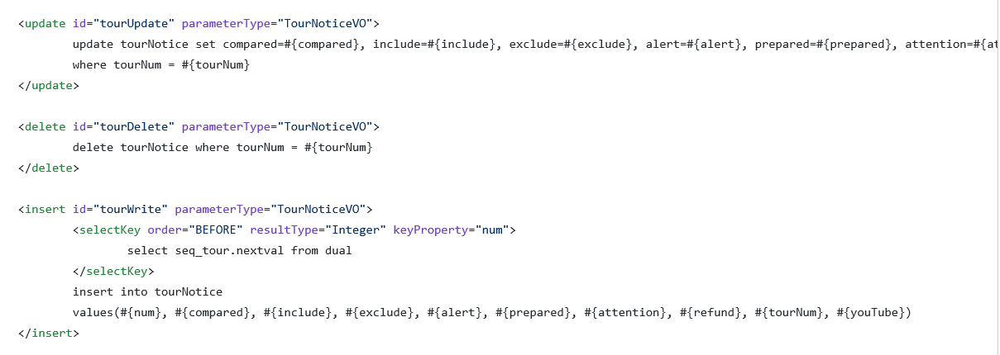 <update id="tourUpdate" parameterType="TourNoticeVO">
update tourNotice set compared=#{compared}, include=#{include}, exclude=#{exclude}, alert=#{alert}, prepared=#{prepared}, attention=#{at
where tourNum = #{tourNum}
</update>
<delete id="tourDelete" parameterType="TourNoticeVO">
delete tourNotice where tourNum = #{tourNum}
</delete>
<insert id="tourWrite" parameterType="TourNoticeVO">
<selectKey order="BEFORE" resultType="Integer" keyProperty="num">
select seq_tour.nextval from dual
</selectKey>
insert into tourNotice
values(#{num}, #{compared}, #{include}, #{exclude}, #{alert}, #{prepared}, #{attention}, #{refund}, #{tourNum}, #{youTube})
</insert>